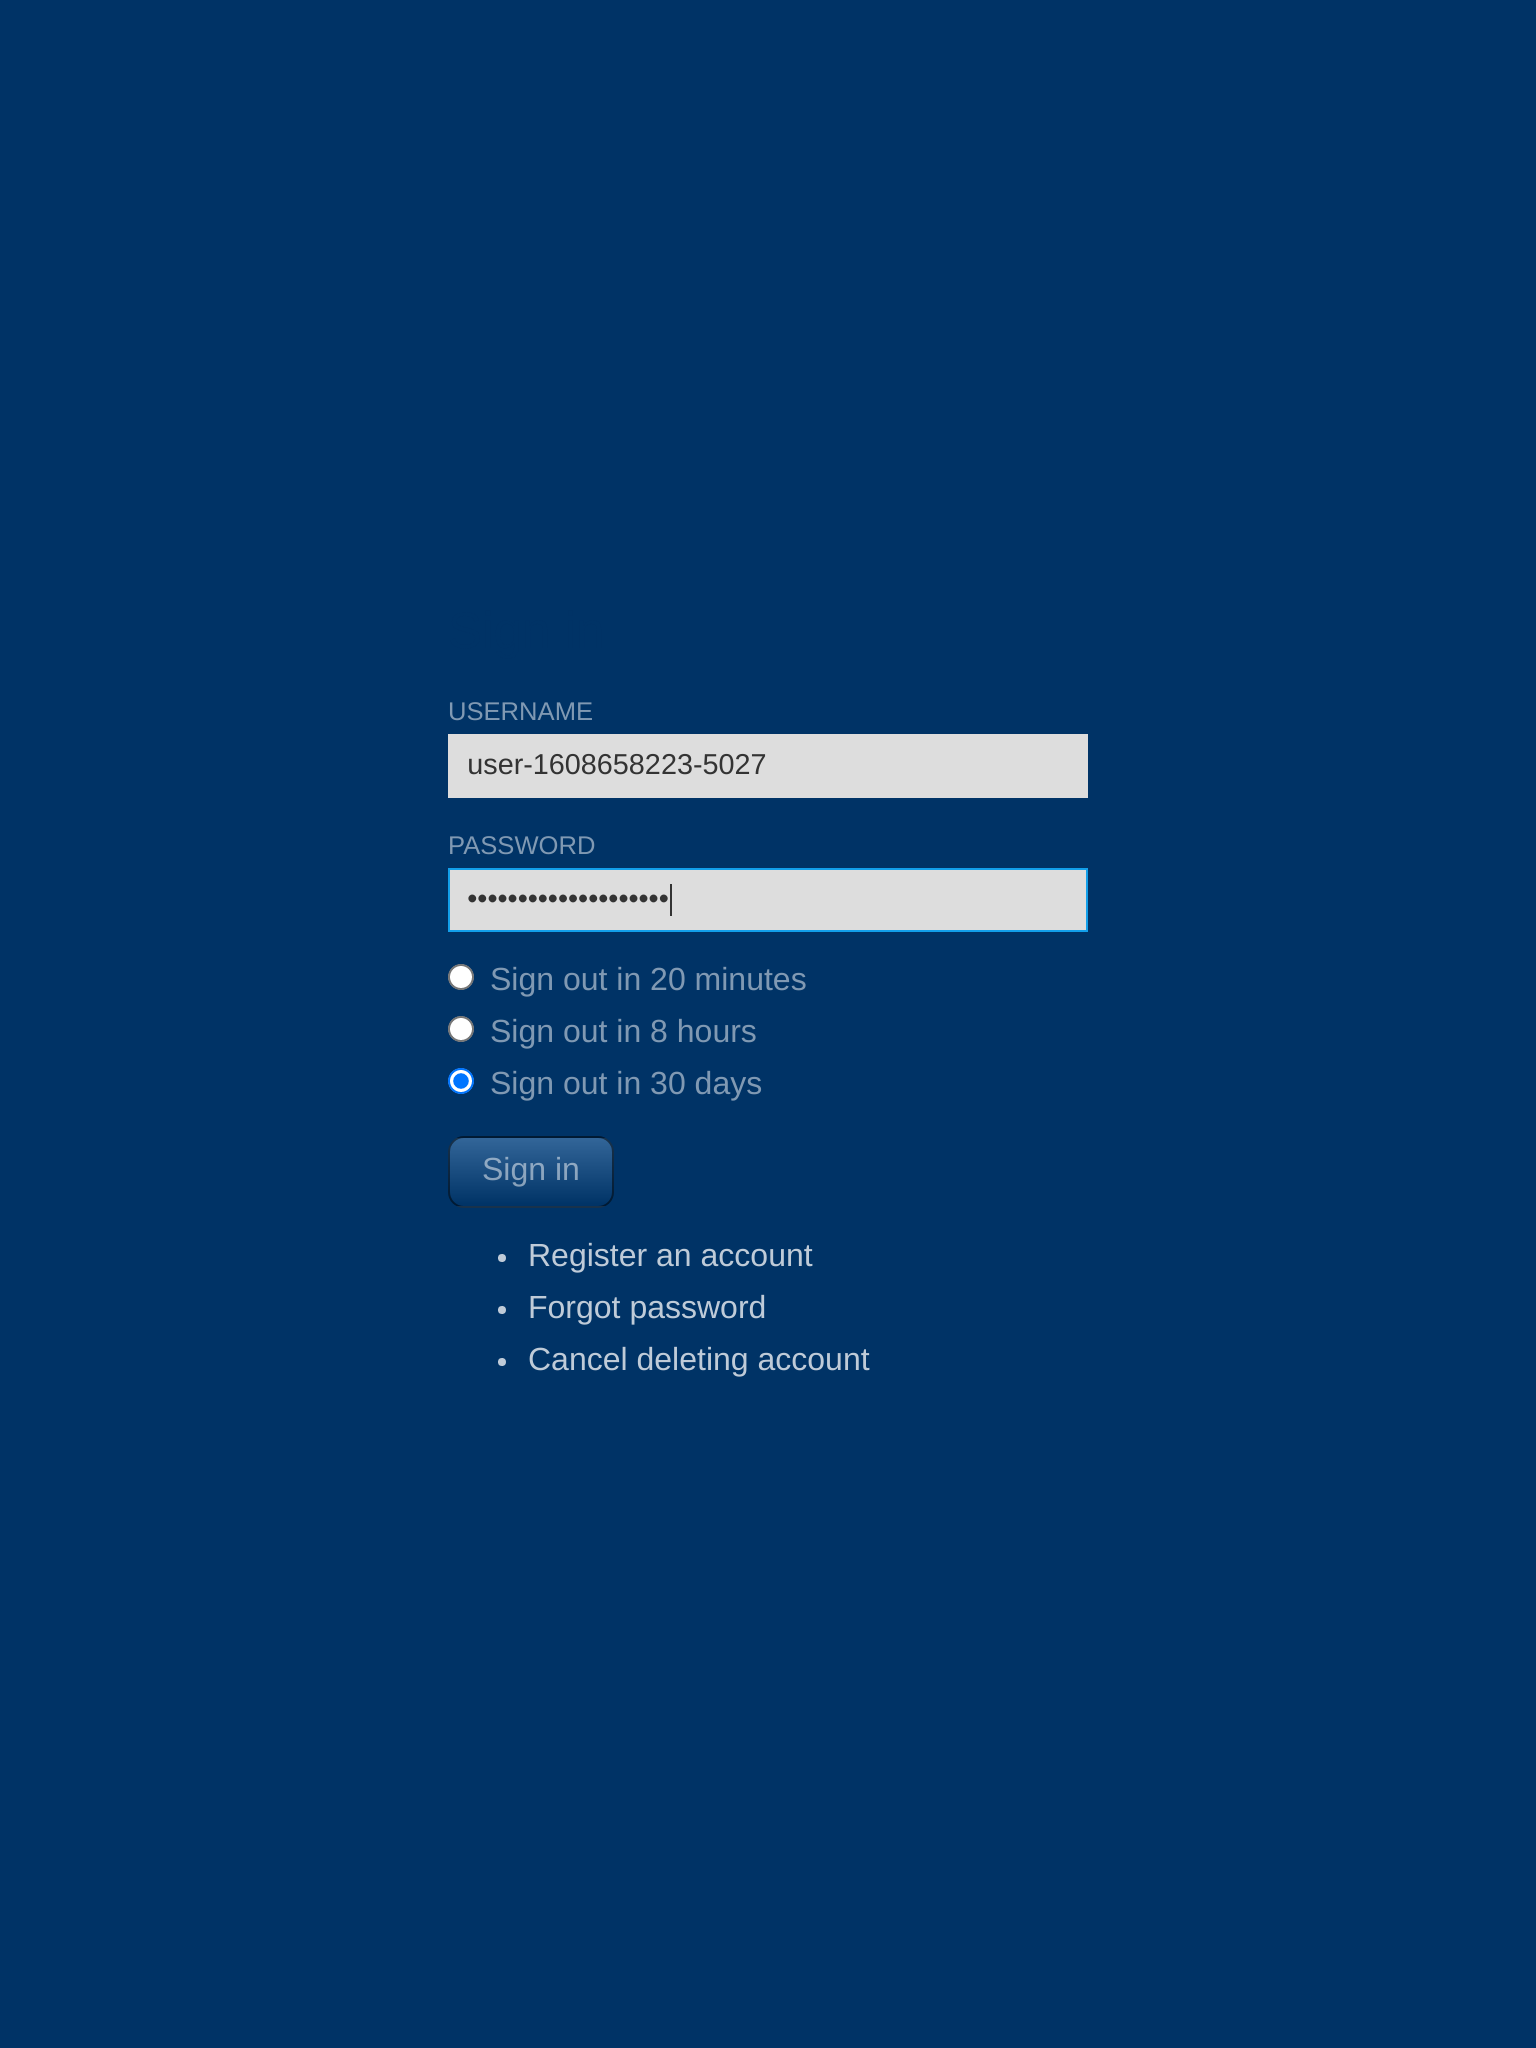 USERNAME
user-1608658223-5027
PASSWORD
••••••••••••••••••••
Sign out in 20 minutes
Sign out in 8 hours
Sign out in 30 days
Sign in
• Register an account
• Forgot password
• Cancel deleting account